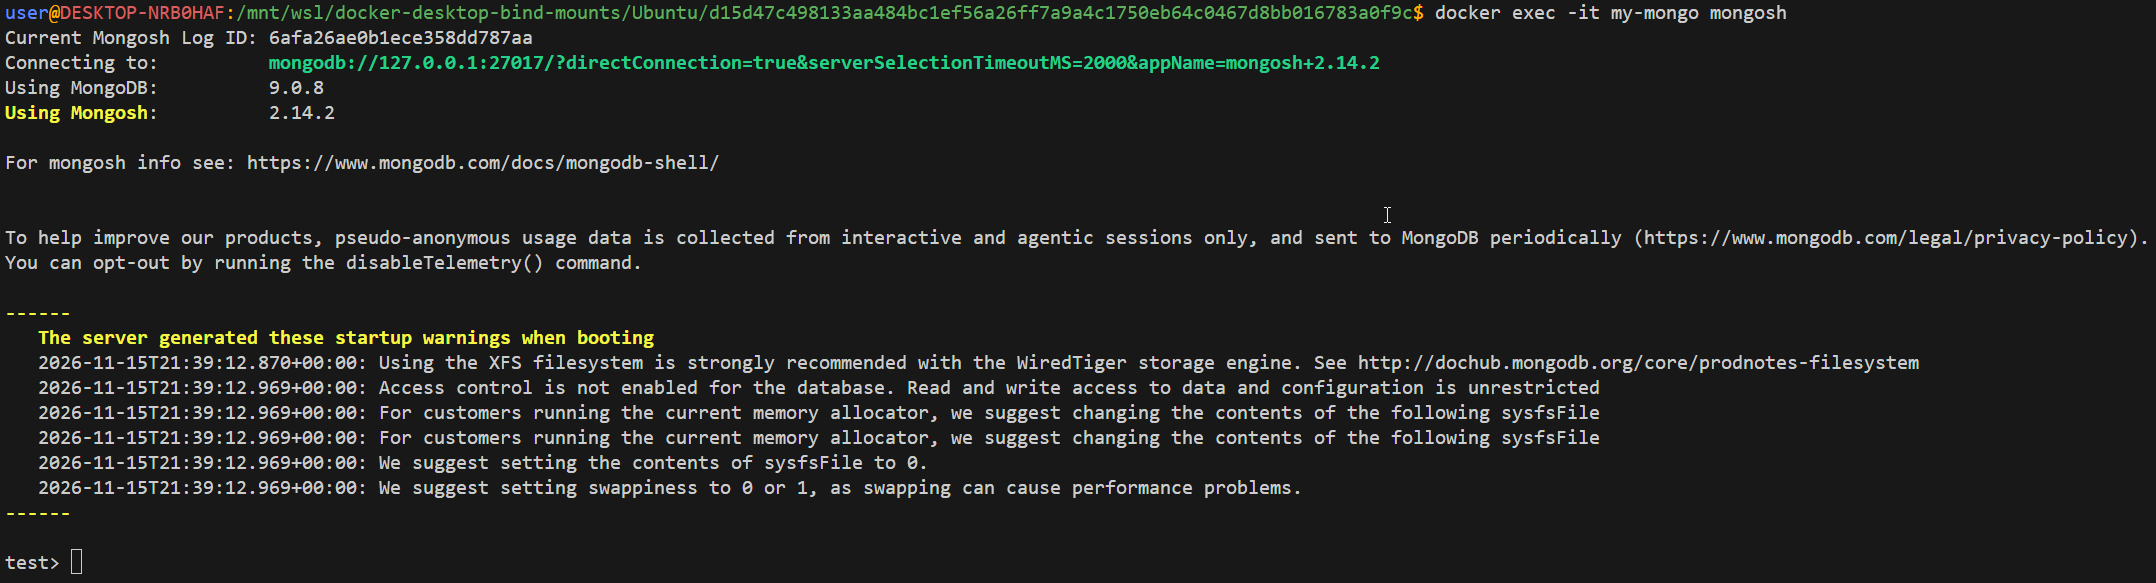 user@DESKTOP-NRB0HAF:/mnt/wsl/docker-desktop-bind-mounts/Ubuntu/d15d47c498133aa484bc1ef56a26ff7a9a4c1750eb64c0467d8bb016783a0f9c$ docker exec -it my-mongo mongosh
Current Mongosh Log ID: 6afa26ae0b1ece358dd787aa
Connecting to:          mongodb://127.0.0.1:27017/?directConnection=true&serverSelectionTimeoutMS=2000&appName=mongosh+2.14.2
Using MongoDB:          9.0.8
Using Mongosh:          2.14.2
For mongosh info see: https://www.mongodb.com/docs/mongodb-shell/
To help improve our products, pseudo-anonymous usage data is collected from interactive and agentic sessions only, and sent to MongoDB periodically (https://www.mongodb.com/legal/privacy-policy).
You can opt-out by running the disableTelemetry() command.
------
   The server generated these startup warnings when booting
   2026-11-15T21:39:12.870+00:00: Using the XFS filesystem is strongly recommended with the WiredTiger storage engine. See http://dochub.mongodb.org/core/prodnotes-filesystem
   2026-11-15T21:39:12.969+00:00: Access control is not enabled for the database. Read and write access to data and configuration is unrestricted
   2026-11-15T21:39:12.969+00:00: For customers running the current memory allocator, we suggest changing the contents of the following sysfsFile
   2026-11-15T21:39:12.969+00:00: For customers running the current memory allocator, we suggest changing the contents of the following sysfsFile
   2026-11-15T21:39:12.969+00:00: We suggest setting the contents of sysfsFile to 0.
   2026-11-15T21:39:12.969+00:00: We suggest setting swappiness to 0 or 1, as swapping can cause performance problems.
------
test>